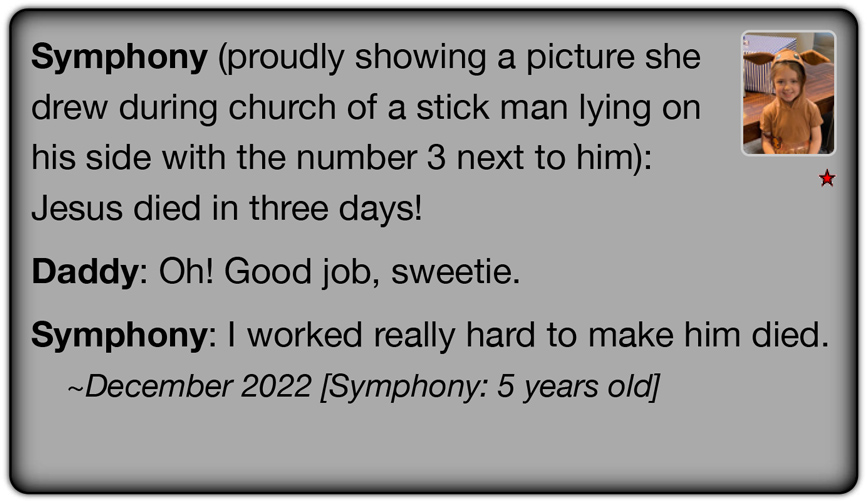 Symphony (proudly showing a picture she
drew during church of a stick man lying on
his side with the number 3 next to him):
Jesus died in three days!
Daddy: Oh! Good job, sweetie.
Symphony: I worked really hard to make him died.
~December 2022 [Symphony: 5 years old]